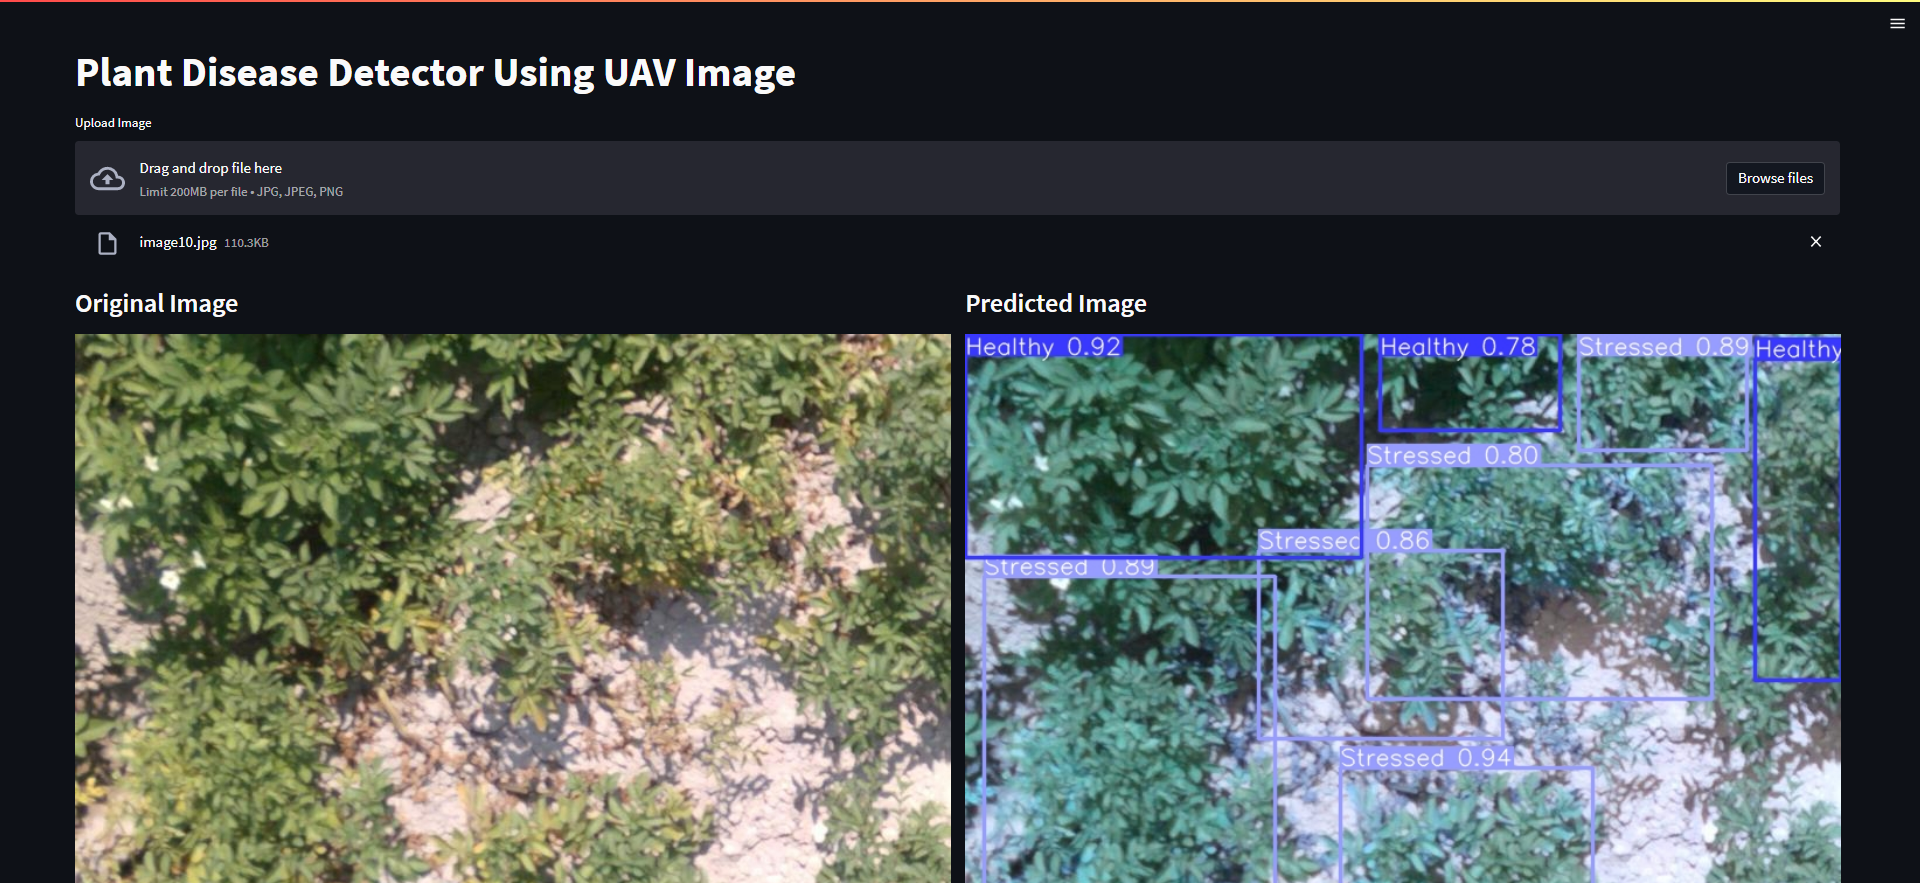 Plant Disease Detector Using UAV Image
Upload Image
Drag and drop file here
Limit 200MB per file • JPG, JPEG, PNG
Browse files
image10.jpg 110.3KB
Original Image
Predicted Image
Healthy 0.92
Healthy 0.78
Stressed 0.89
Healthy
Stressed 0.80
Stressed 0.86
Stressed 0.89
Stressed 0.94